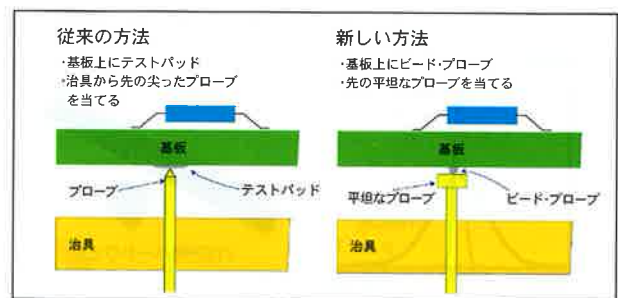 従来の方法
・基板上にテストパッド
・治具から先の尖ったプローブ
を当てる
基板
プローブ
テストパッド
治具
新しい方法
・基板上にビード・プローブ
・先の平坦なプローブを当てる
基板
平坦なプローブ
ビード・プローブ
治具